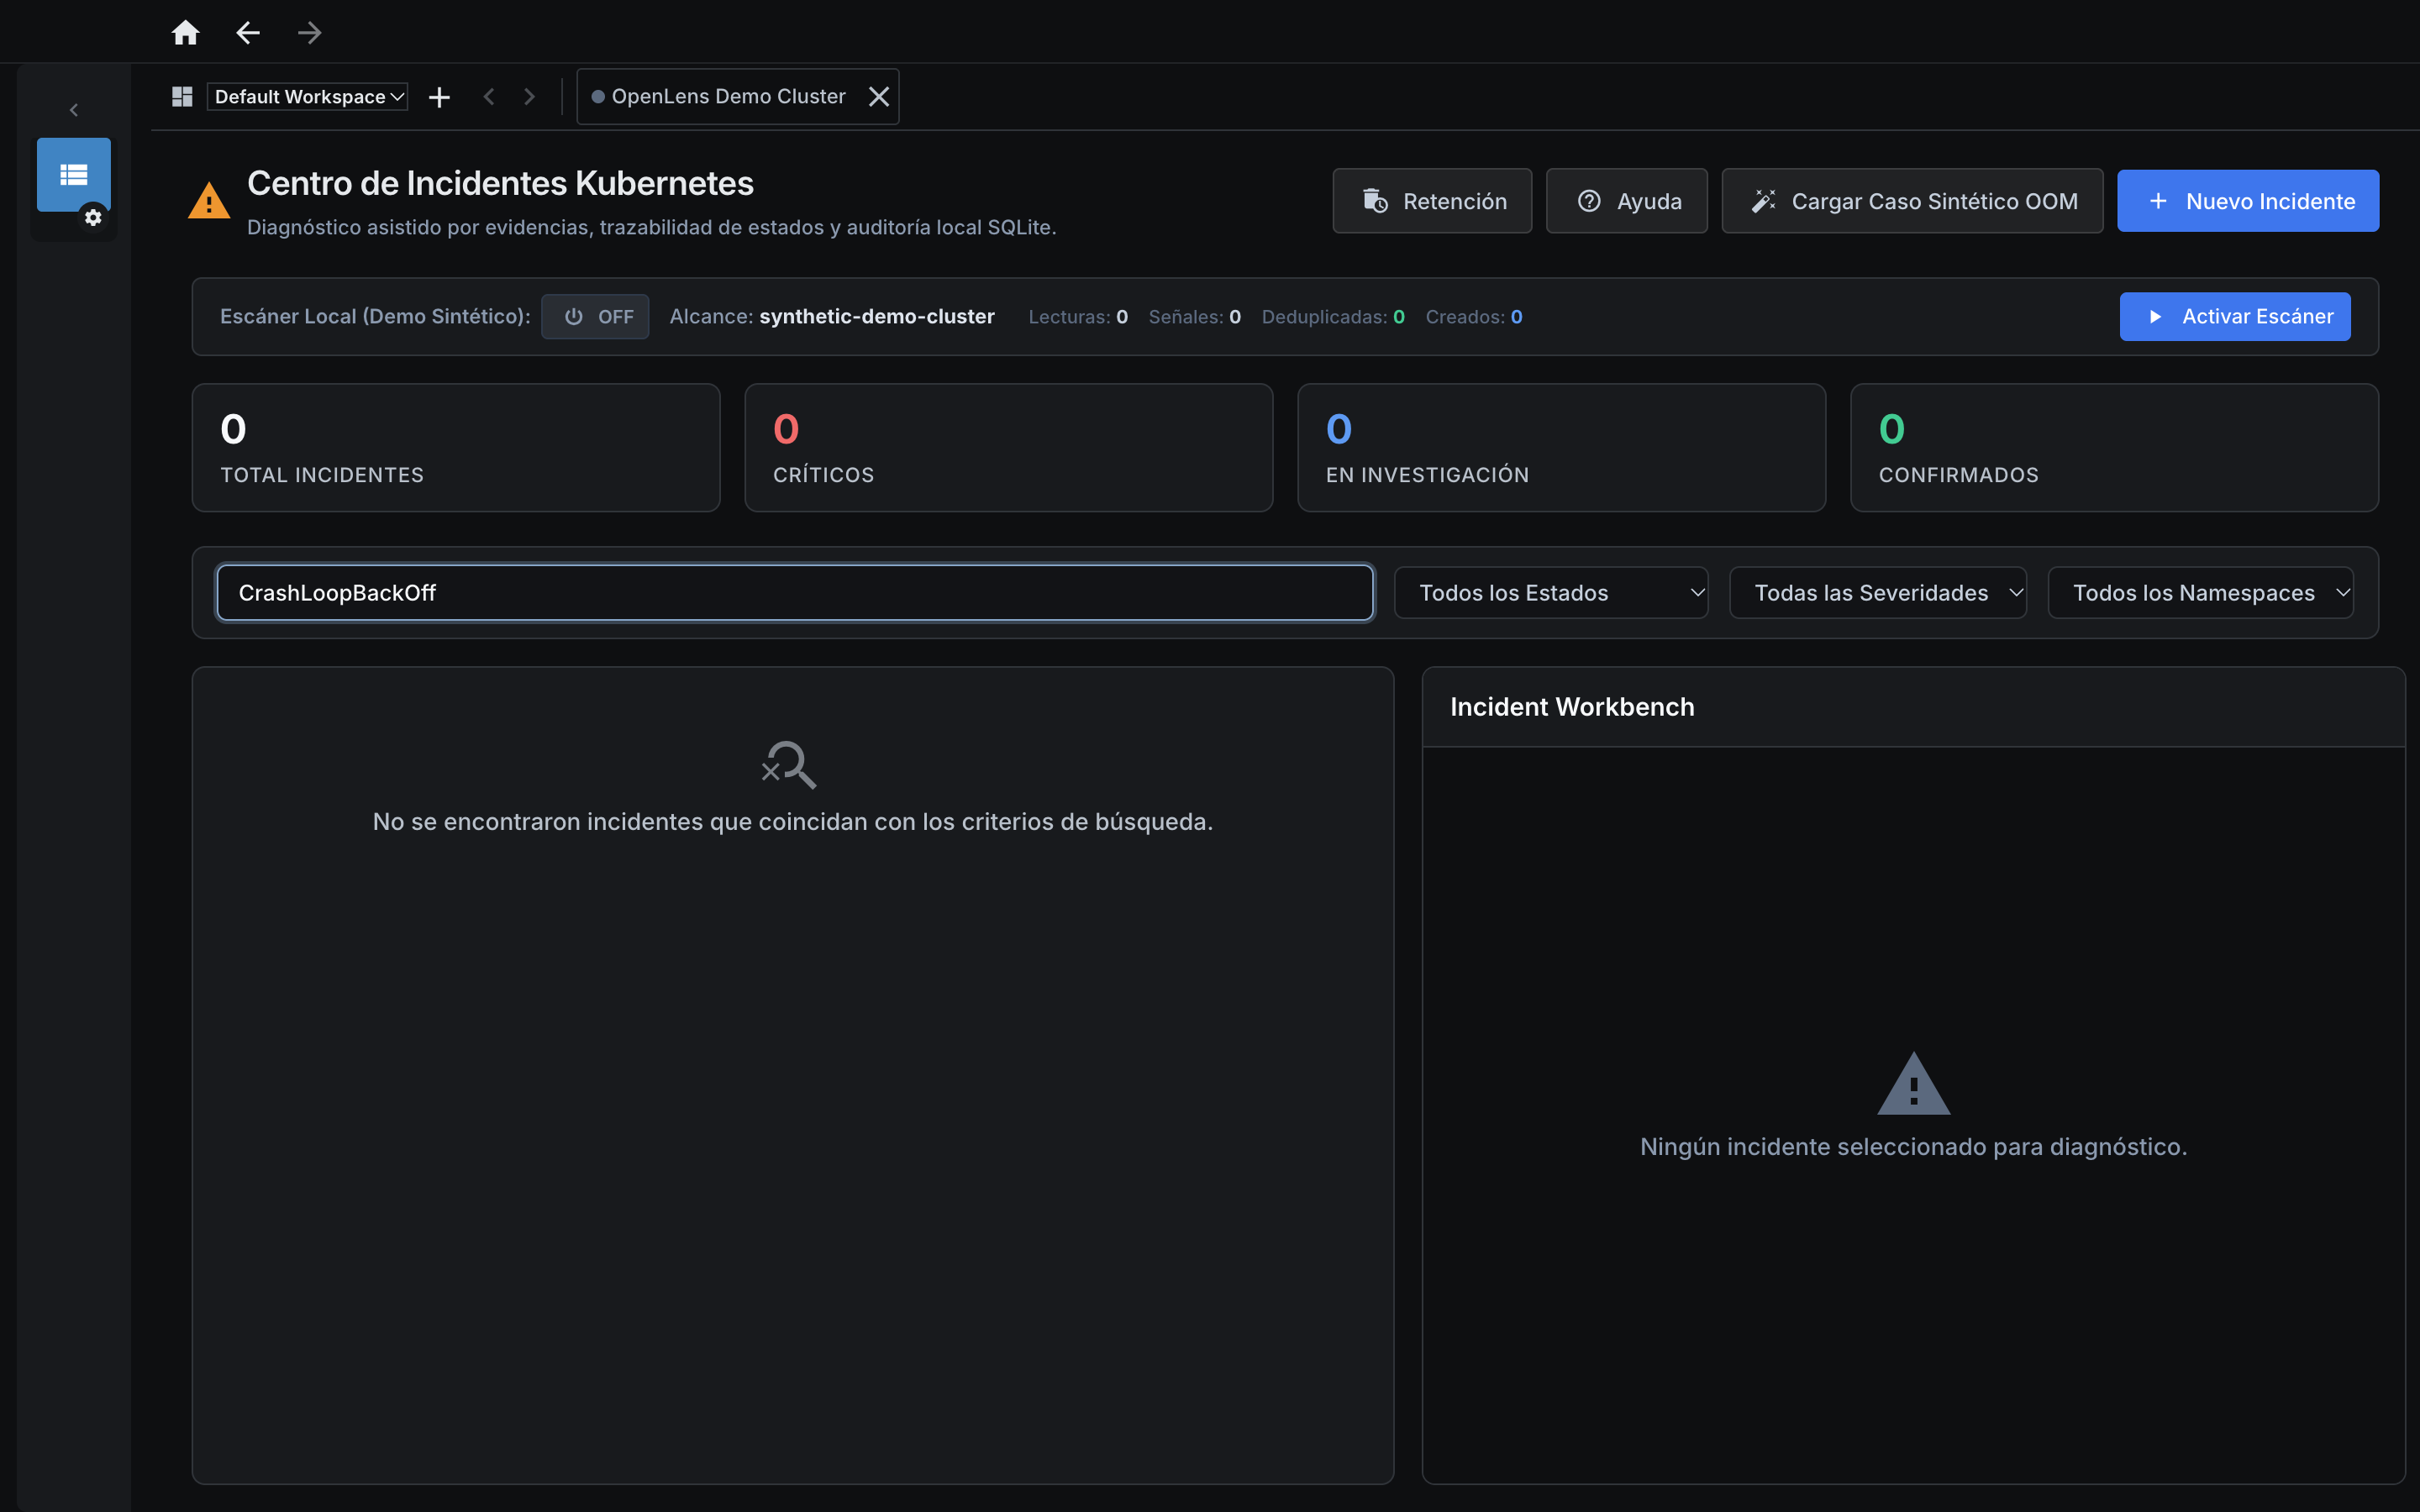 Default Workspace
OpenLens Demo Cluster
Centro de Incidentes Kubernetes
Diagnóstico asistido por evidencias, trazabilidad de estados y auditoría local SQLite.
Retención
Ayuda
Cargar Caso Sintético OOM
Nuevo Incidente
Escáner Local (Demo Sintético): OFF Alcance: synthetic-demo-cluster Lecturas: 0 Señales: 0 Deduplicadas: 0 Creados: 0
Activar Escáner
0
TOTAL INCIDENTES
0
CRÍTICOS
0
EN INVESTIGACIÓN
0
CONFIRMADOS
CrashLoopBackOff
Todos los Estados
Todas las Severidades
Todos los Namespaces
No se encontraron incidentes que coincidan con los criterios de búsqueda.
Incident Workbench
Ningún incidente seleccionado para diagnóstico.